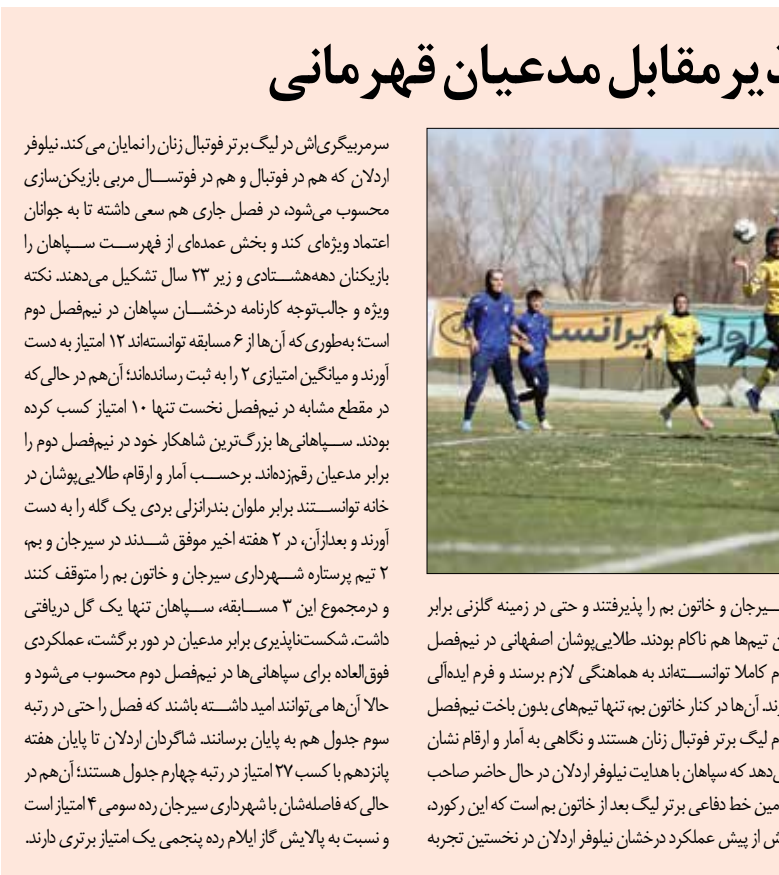 مقابل مدعیان قهرمانی
ایرانسل
اول
سیرجان و خاتون بم را پذیرفتند و حتی در زمینه گلزنی برابر
تیم‌ها هم ناکام بودند. طلایی‌پوشان اصفهانی در نیم‌فصل
کاملا توانسته‌اند به هماهنگی لازم برسند و فرم ایده‌آلی
آن‌ها در کنار خاتون بم، تنها تیم‌های بدون باخت نیم‌فصل
لیگ برتر فوتبال زنان هستند و نگاهی به آمار و ارقام نشان
که سپاهان با هدایت نیلوفر اردلان در حال حاضر صاحب
خط دفاعی برتر لیگ بعد از خاتون بم است که این رکورد،
از پیش عملکرد درخشان نیلوفر اردلان در نخستین تجربه
سرمربیگری‌اش در لیگ برتر فوتبال زنان را نمایان می‌کند. نیلوفر
اردلان که هم در فوتبال و هم در فوتسال مربی بازیکن‌سازی
محسوب می‌شود، در فصل جاری هم سعی داشته تا به جوانان
اعتماد ویژه‌ای کند و بخش عمده‌ای از فهرست سپاهان را
بازیکنان دهه‌هشتادی و زیر ۲۳ سال تشکیل می‌دهند. نکته
ویژه و جالب‌توجه کارنامه درخشان سپاهان در نیم‌فصل دوم
است؛ به‌طوری‌که آن‌ها از ۶ مسابقه توانسته‌اند ۱۲ امتیاز به دست
آورند و میانگین امتیازی ۲ را به ثبت رسانده‌اند؛ آن‌هم در حالی‌که
در مقطع مشابه در نیم‌فصل نخست تنها ۱۰ امتیاز کسب کرده
بودند. سپاهانی‌ها بزرگ‌ترین شاهکار خود در نیم‌فصل دوم را
برابر مدعیان رقم‌زده‌اند. برحسب آمار و ارقام، طلایی‌پوشان در
خانه توانستند برابر ملوان بندرانزلی بردی یک گله را به دست
آورند و بعدازآن، در ۲ هفته اخیر موفق شدند در سیرجان و بم،
۲ تیم پرستاره شهرداری سیرجان و خاتون بم را متوقف کنند
و درمجموع این ۳ مسابقه، سپاهان تنها یک گل دریافتی
داشت. شکست‌ناپذیری برابر مدعیان در دور برگشت، عملکردی
فوق‌العاده برای سپاهانی‌ها در نیم‌فصل دوم محسوب می‌شود و
حالا آن‌ها می‌توانند امید داشته باشند که فصل را حتی در رتبه
سوم جدول هم به پایان برسانند. شاگردان اردلان تا پایان هفته
پانزدهم با کسب ۲۷ امتیاز در رتبه چهارم جدول هستند؛ آن‌هم در
حالی‌که فاصله‌شان با شهرداری سیرجان رده سومی ۴ امتیاز است
و نسبت به پالایش گاز ایلام رده پنجمی یک امتیاز برتری دارند.